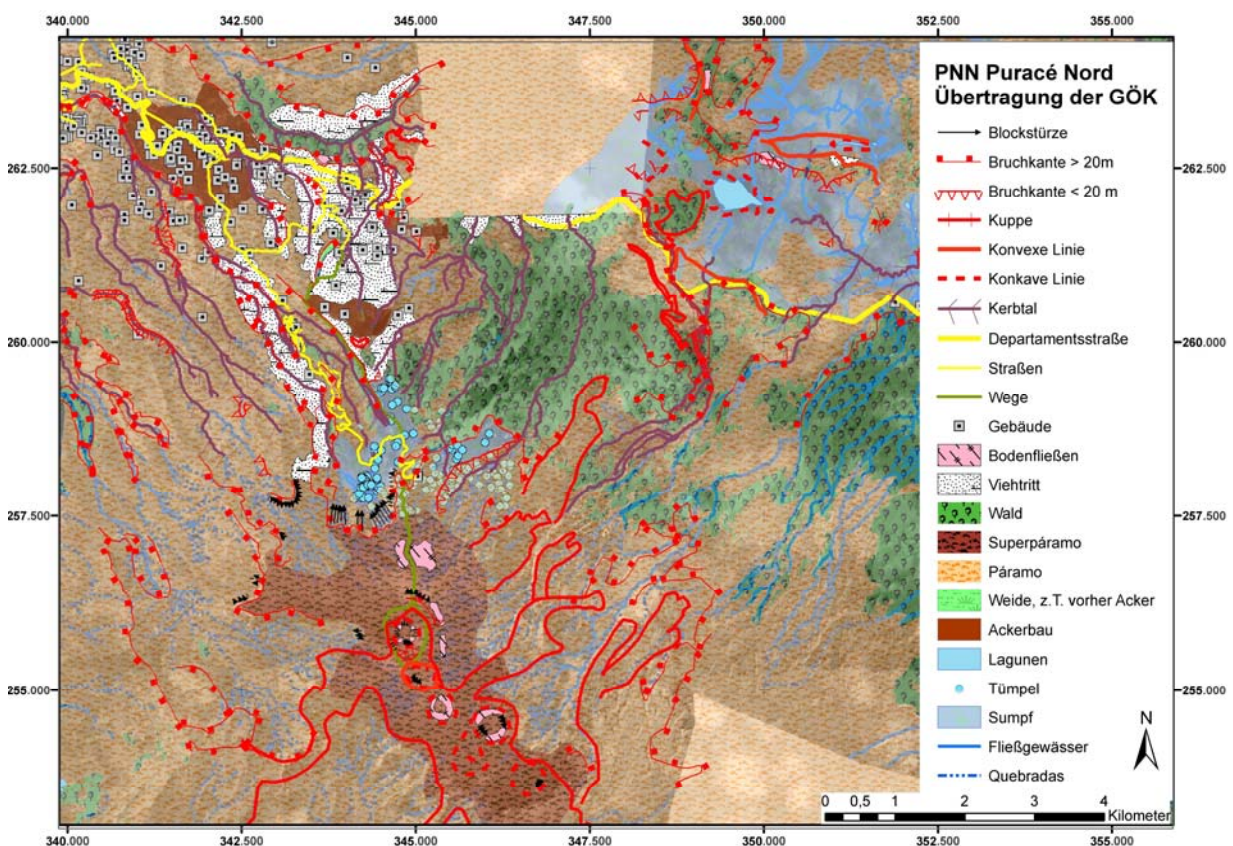 340.000 342.500 345.000 347.500 350.000 352.500 355.000
PNN Puracé Nord
Übertragung der GÖK
Blockstürze
Bruchkante > 20m
Bruchkante < 20 m
Kuppe
Konvexe Linie
Konkave Linie
Kerbtal
Departamentsstraße
Straßen
Wege
Gebäude
Bodenfließen
Viehtritt
Wald
Superpáramo
Páramo
Weide, z.T. vorher Acker
Ackerbau
Lagunen
Tümpel
Sumpf
Fließgewässer
Quebradas
N
0 0,5 1 2 3 4
Kilometer
262.500 262.500
260.000 260.000
257.500 257.500
255.000 255.000
340.000 342.500 345.000 347.500 350.000 352.500 355.000